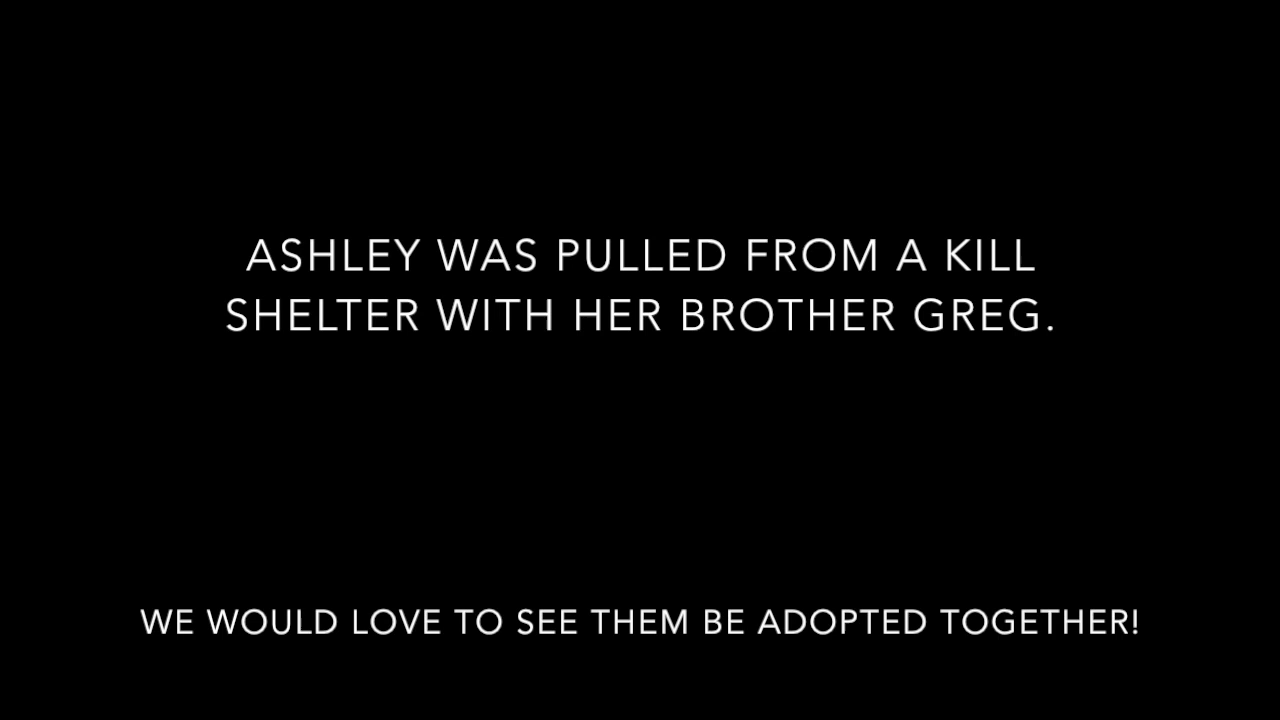 ASHLEY WAS PULLED FROM A KILL
SHELTER WITH HER BROTHER GREG.
WE WOULD LOVE TO SEE THEM BE ADOPTED TOGETHER!